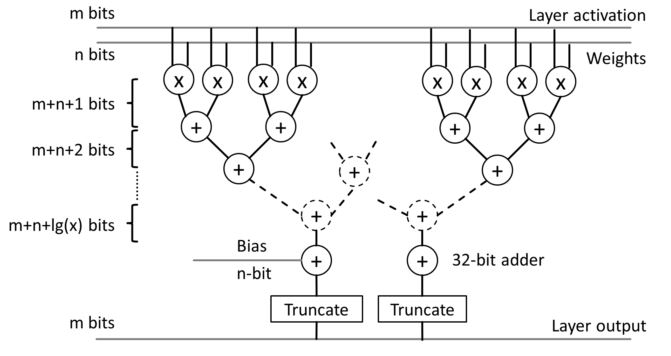 m bits
Layer activation
n bits
Weights
x x x x x x x x
m+n+1 bits
+ + + +
m+n+2 bits
+ + +
m+n+lg(x) bits
+ +
Bias
n-bit
+ +
32-bit adder
Truncate Truncate
m bits
Layer output